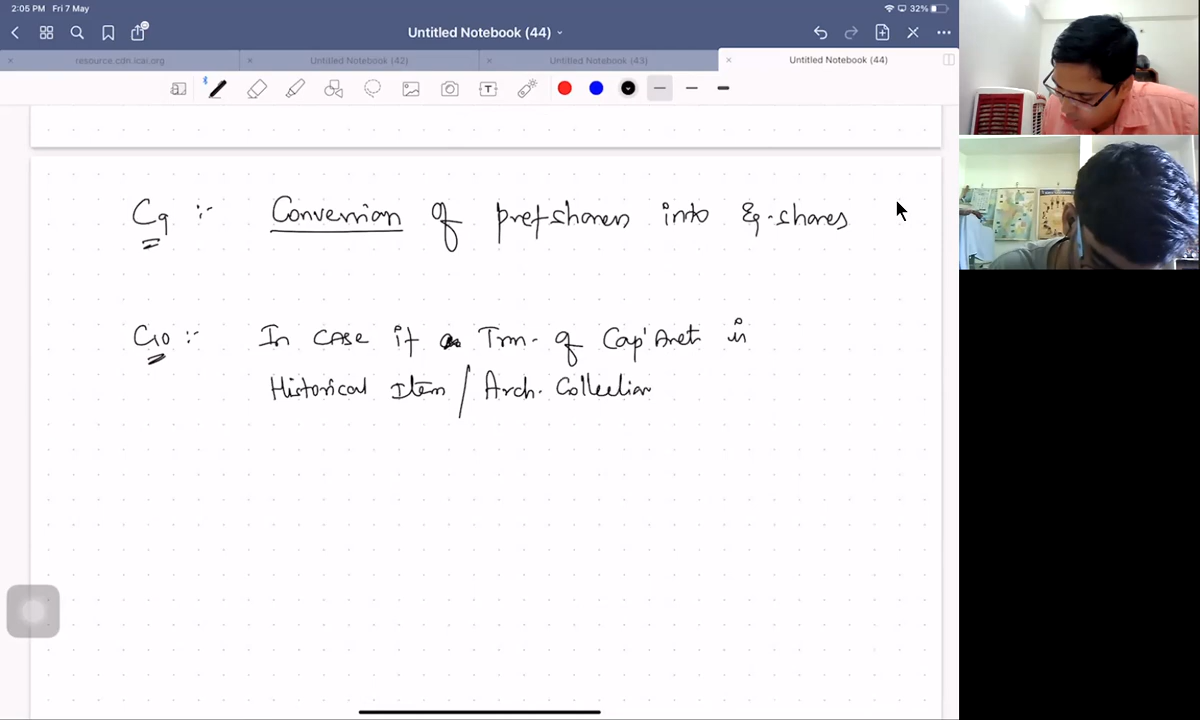 2:05 PM Fri 7 May
32%
Untitled Notebook (44)
resource.cdn.icai.org
Untitled Notebook (42)
Untitled Notebook (43)
Untitled Notebook (44)
C9 :- Conversion of pref-shares into Eq.shares
C10 :- In CASE if Trn. of Cap'Asset is
Historical Item / Arch. Collection